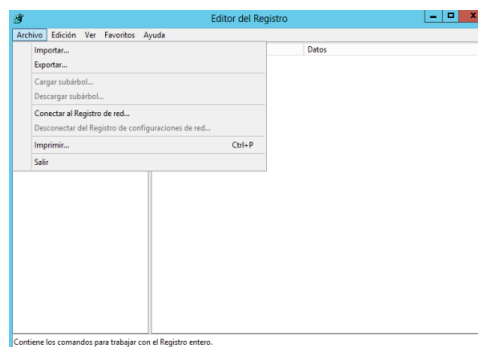 Editor del Registro
Archivo Edición Ver Favoritos Ayuda
Importar...
Exportar...
Cargar subárbol...
Descargar subárbol...
Conectar al Registro de red...
Desconectar del Registro de configuraciones de red...
Imprimir... Ctrl+P
Salir
Datos
Contiene los comandos para trabajar con el Registro entero.